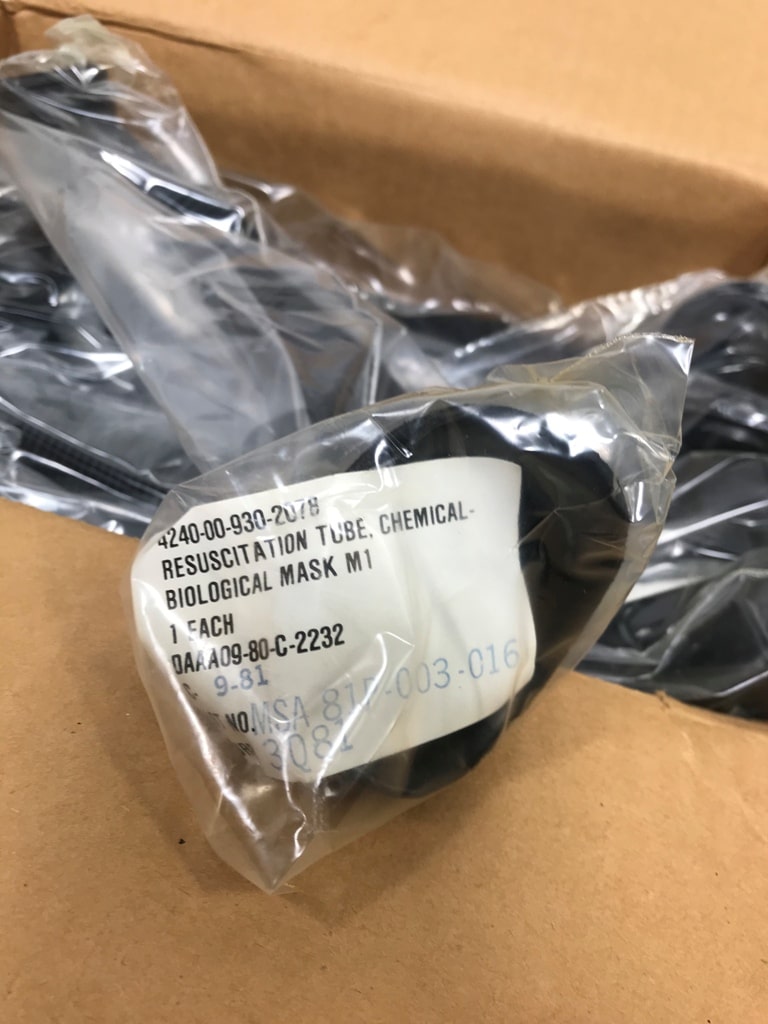 4240-00-930-2078
RESUSCITATION TUBE, CHEMICAL-
BIOLOGICAL MASK M1
1 EACH
DAAA09-80-C-2232
9-81
NO. MSA 81F-003-016
3Q81